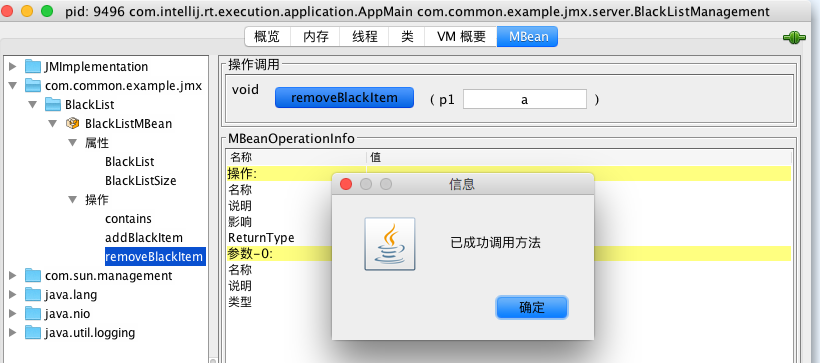 pid: 9496 com.intellij.rt.execution.application.AppMain com.common.example.jmx.server.BlackListManagement
概览 内存 线程 类 VM 概要 MBean
JMImplementation
com.common.example.jmx
BlackList
BlackListMBean
属性
BlackList
BlackListSize
操作
contains
addBlackItem
removeBlackItem
com.sun.management
java.lang
java.nio
java.util.logging
操作调用
void removeBlackItem ( p1 a )
MBeanOperationInfo
名称 值
操作:
名称
说明
影响
ReturnType
参数-0:
名称
说明
类型
信息
已成功调用方法
确定